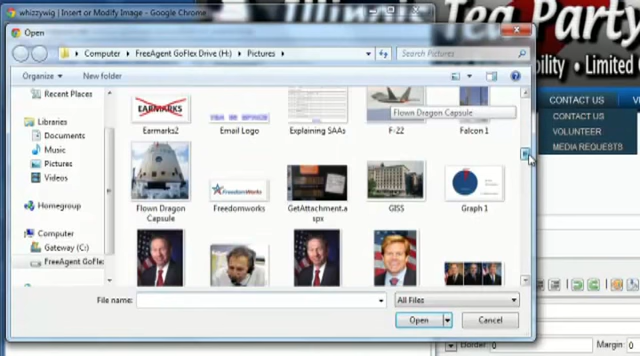 whizzywig | Insert or Modify Image - Google Chrome
Tea Party
Open
Computer
FreeAgent GoFlex Drive (H:)
Pictures
Search Pictures
bility • Limited
Organize
New folder
CONTACT US
CONTACT US
VOLUNTEER
MEDIA REQUESTS
Recent Places
Libraries
Documents
Music
Pictures
Videos
Homegroup
Computer
Gateway (C:)
FreeAgent GoFlex
EARMARKS
Earmarks2
Email Logo
Explaining SAAs
F-22
Falcon 1
Flown Dragon Capsule
Flown Dragon
Capsule
FreedomWorks
Freedomworks
GetAttachment.a
spx
GISS
Graph 1
File name:
All Files
Open
Cancel
Border
0
Margin: